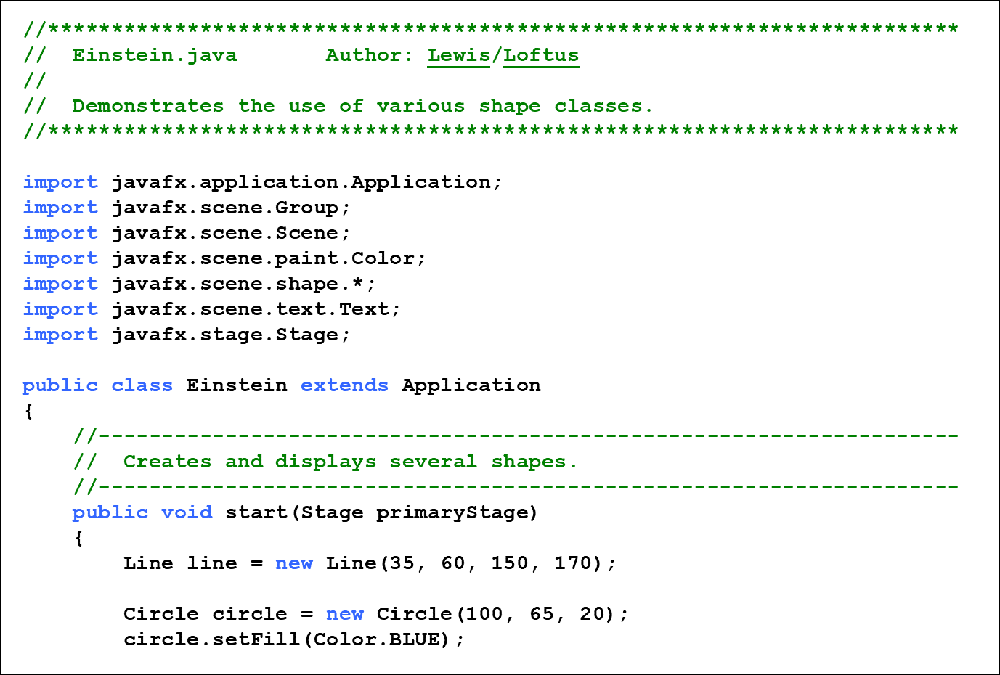 //************************************************************************
//  Einstein.java       Author: Lewis/Loftus
//
//  Demonstrates the use of various shape classes.
//************************************************************************

import javafx.application.Application;
import javafx.scene.Group;
import javafx.scene.Scene;
import javafx.scene.paint.Color;
import javafx.scene.shape.*;
import javafx.scene.text.Text;
import javafx.stage.Stage;

public class Einstein extends Application
{
    //--------------------------------------------------------------------
    //  Creates and displays several shapes.
    //--------------------------------------------------------------------
    public void start(Stage primaryStage)
    {
        Line line = new Line(35, 60, 150, 170);

        Circle circle = new Circle(100, 65, 20);
        circle.setFill(Color.BLUE);